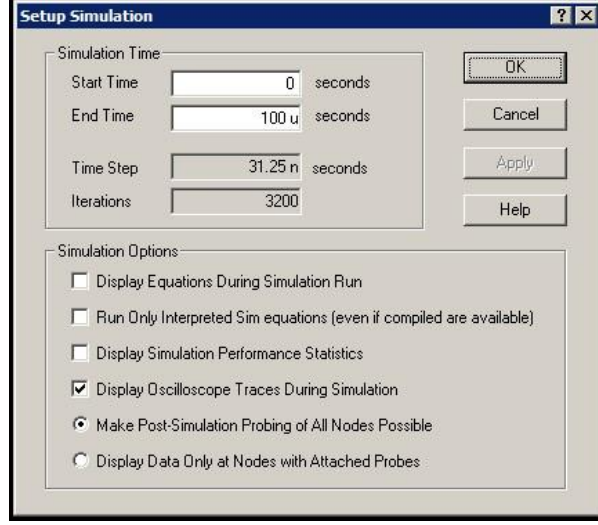 Setup Simulation
Simulation Time
Start Time 0 seconds
End Time 100 u seconds
Time Step 31.25 n seconds
Iterations 3200
OK
Cancel
Apply
Help
Simulation Options
Display Equations During Simulation Run
Run Only Interpreted Sim equations (even if compiled are available)
Display Simulation Performance Statistics
Display Oscilloscope Traces During Simulation
Make Post-Simulation Probing of All Nodes Possible
Display Data Only at Nodes with Attached Probes